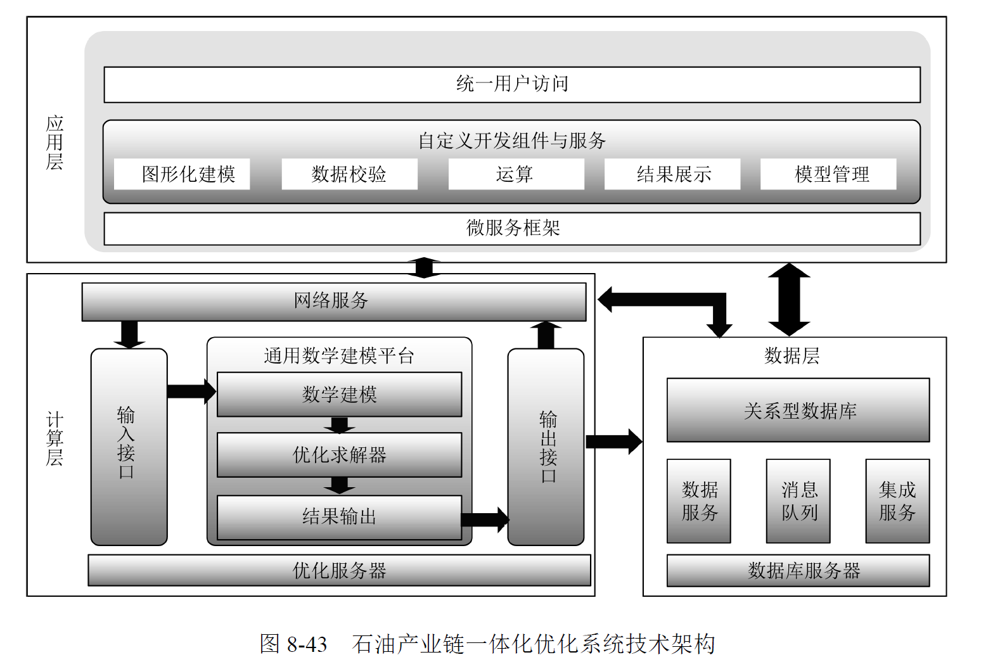 应用层
统一用户访问
自定义开发组件与服务
图形化建模
数据校验
运算
结果展示
模型管理
微服务框架
计算层
网络服务
输入接口
通用数学建模平台
数学建模
优化求解器
结果输出
输出接口
优化服务器
数据层
关系型数据库
数据
服务
消息
队列
集成
服务
数据库服务器
图 8-43 石油产业链一体化优化系统技术架构